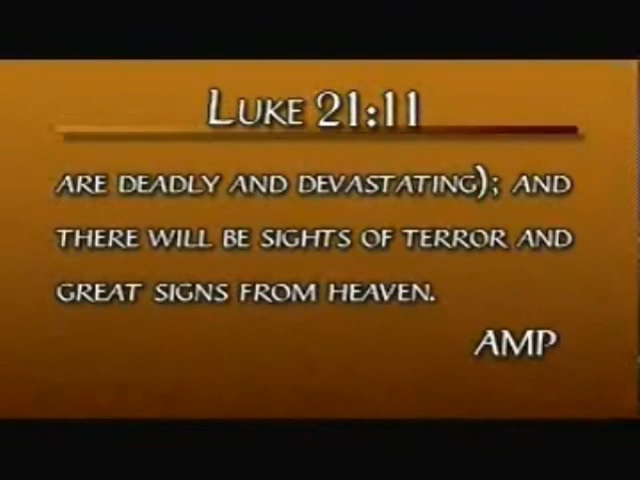 LUKE 21:11
ARE DEADLY AND DEVASTATING); AND
THERE WILL BE SIGHTS OF TERROR AND
GREAT SIGNS FROM HEAVEN.
AMP